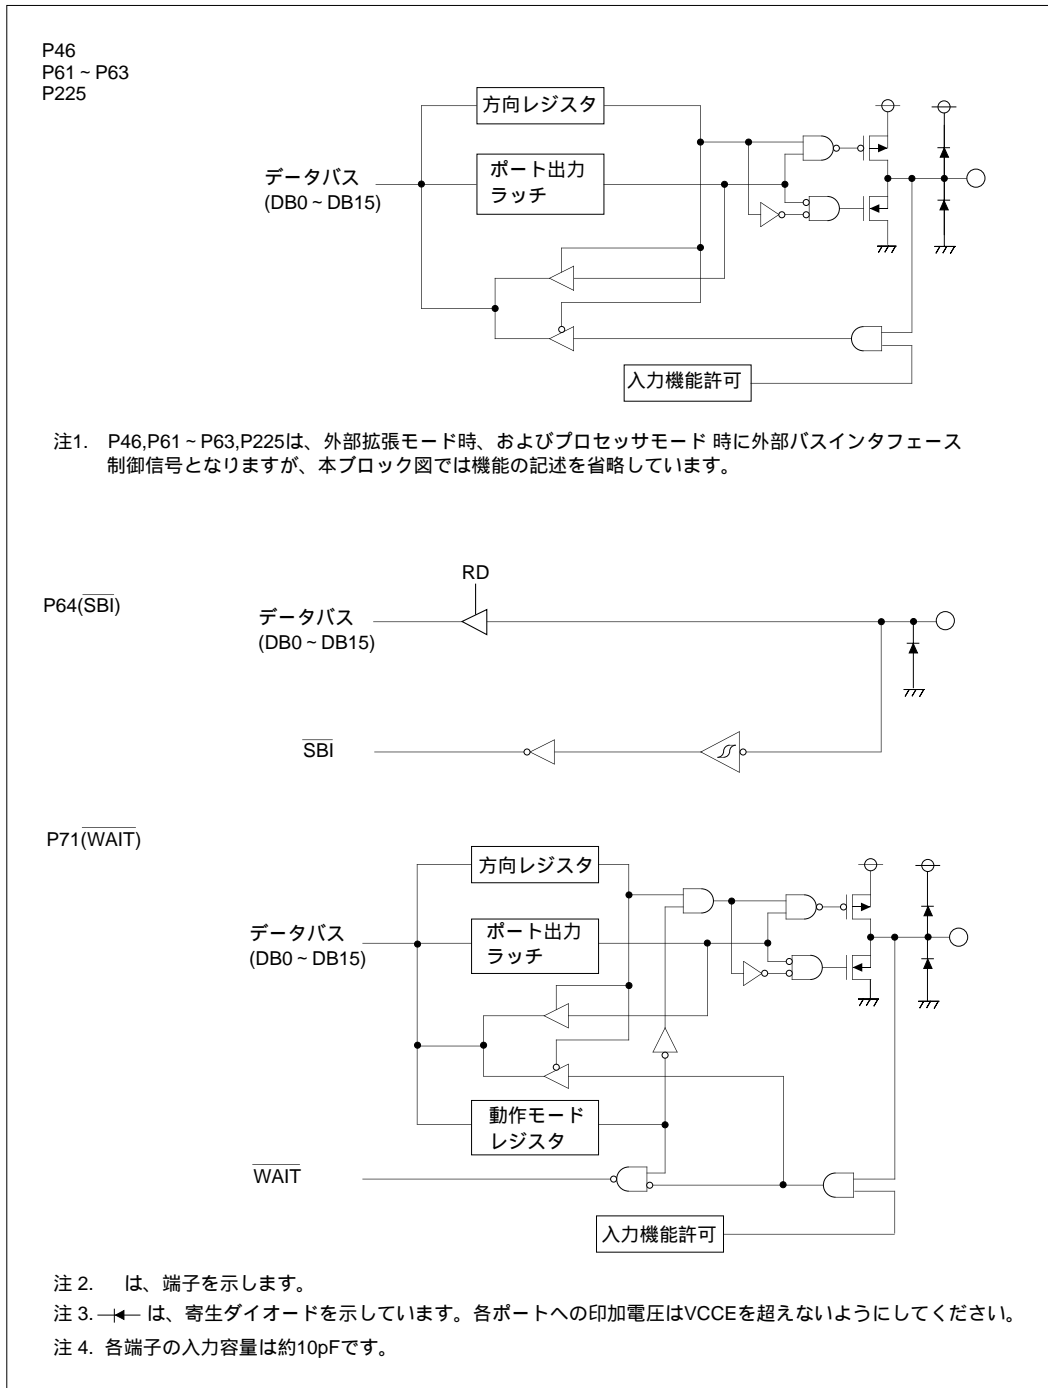 P46
P61 ~ P63
P225
方向レジスタ
データバス
(DB0 ~ DB15)
ポート出力
ラッチ
入力機能許可
注1. P46,P61 ~ P63,P225は、外部拡張モード時、およびプロセッサモード 時に外部バスインタフェース
制御信号となりますが、本ブロック図では機能の記述を省略しています。
RD
P64(SBI)
データバス
(DB0 ~ DB15)
SBI
P71(WAIT)
方向レジスタ
データバス
(DB0 ~ DB15)
ポート出力
ラッチ
動作モード
レジスタ
WAIT
入力機能許可
注 2. は、端子を示します。
注 3. は、寄生ダイオードを示しています。各ポートへの印加電圧はVCCEを超えないようにしてください。
注 4. 各端子の入力容量は約10pFです。